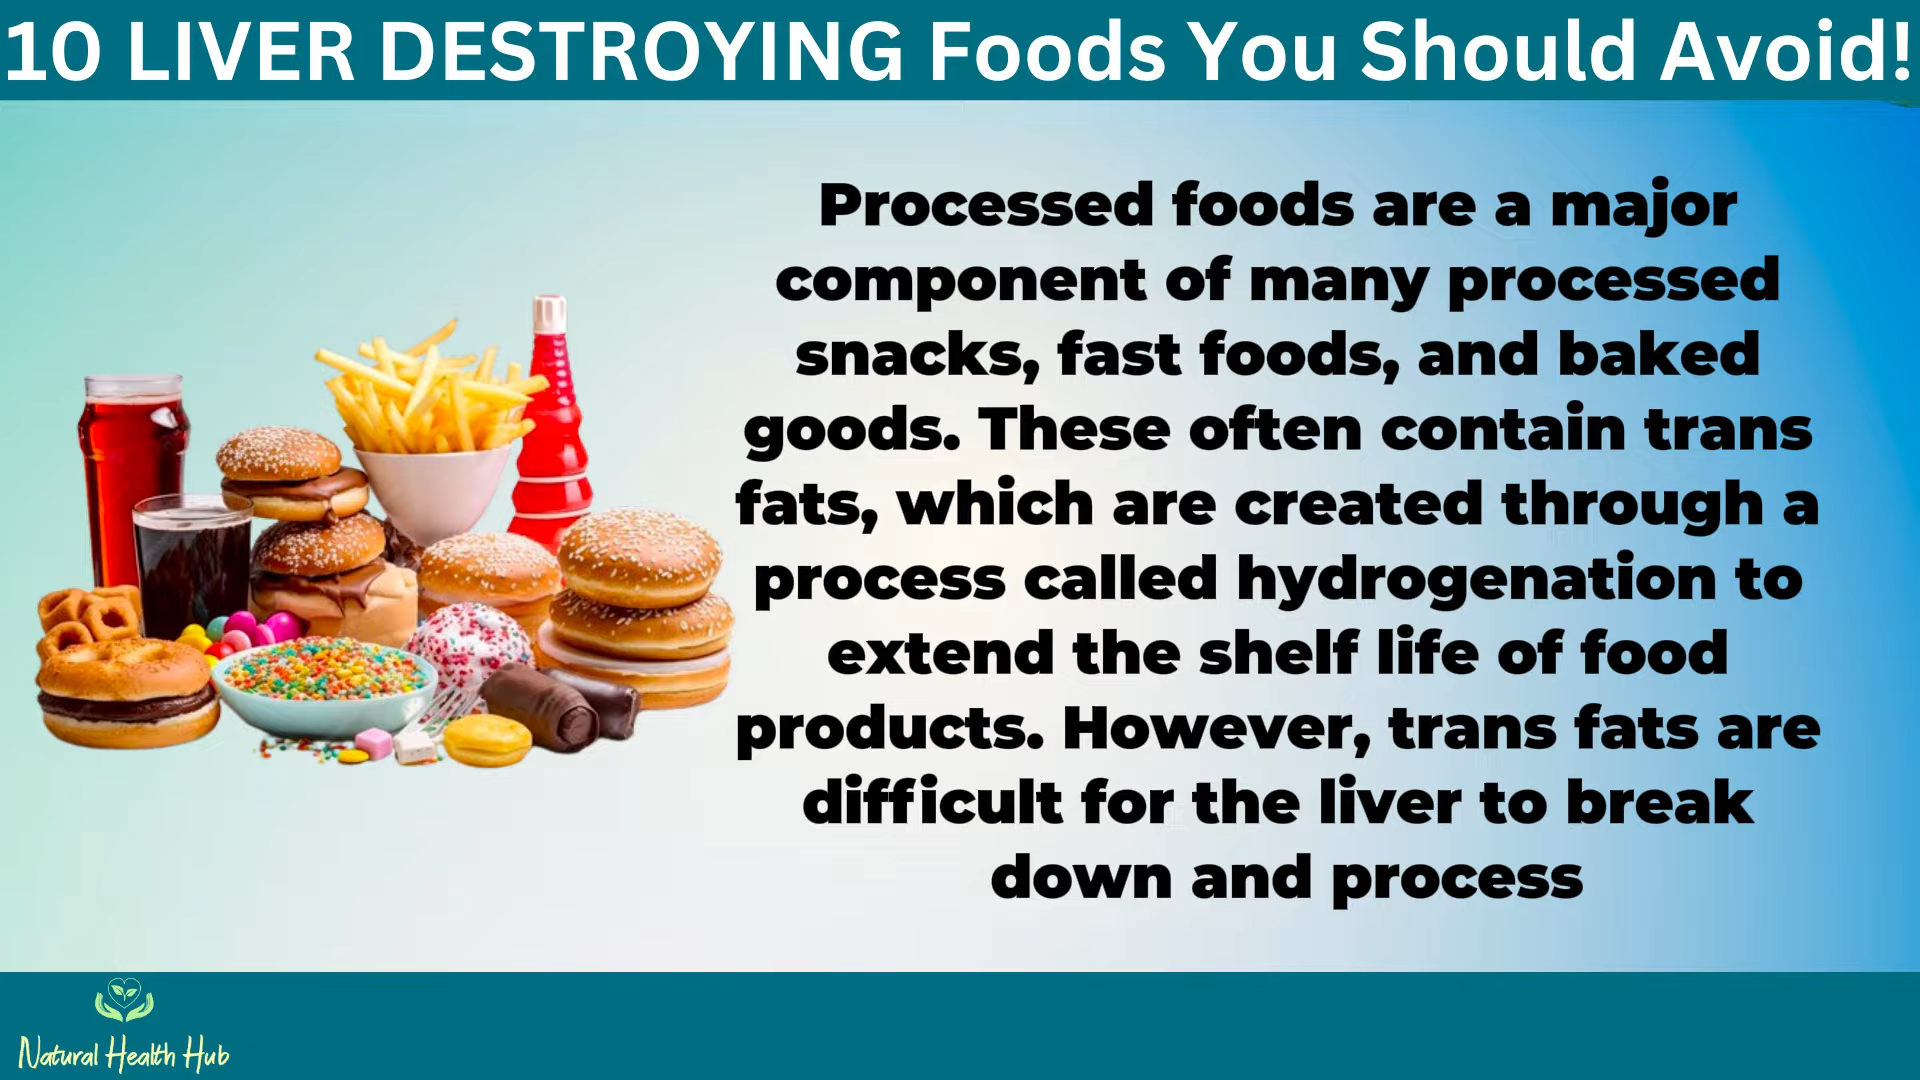 10 LIVER DESTROYING Foods You Should Avoid!
Processed foods are a major
component of many processed
snacks, fast foods, and baked
goods. These often contain trans
fats, which are created through a
process called hydrogenation to
extend the shelf life of food
products. However, trans fats are
difficult for the liver to break
down and process
Natural Health Hub